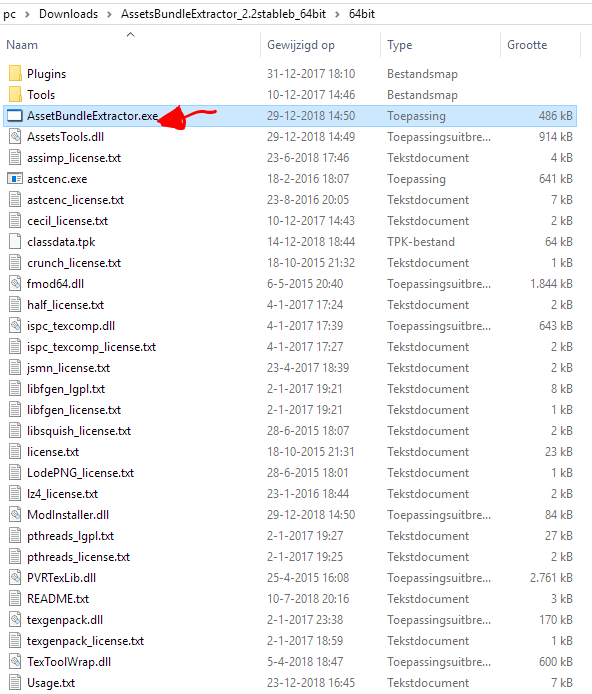 pc > Downloads > AssetsBundleExtractor_2.2stableb_64bit > 64bit
Naam Gewijzigd op Type Grootte
Plugins 31-12-2017 18:10 Bestandsmap
Tools 10-12-2017 14:46 Bestandsmap
AssetBundleExtractor.exe 29-12-2018 14:50 Toepassing 486 kB
AssetsTools.dll 29-12-2018 14:49 Toepassingsuitbre... 914 kB
assimp_license.txt 23-6-2018 17:46 Tekstdocument 4 kB
astcenc.exe 18-2-2016 18:07 Toepassing 641 kB
astcenc_license.txt 23-8-2016 20:05 Tekstdocument 7 kB
cecil_license.txt 10-12-2017 14:43 Tekstdocument 2 kB
classdata.tpk 14-12-2018 18:44 TPK-bestand 64 kB
crunch_license.txt 18-10-2015 21:32 Tekstdocument 1 kB
fmod64.dll 6-5-2015 20:40 Toepassingsuitbre... 1.844 kB
half_license.txt 4-1-2017 17:24 Tekstdocument 2 kB
ispc_texcomp.dll 4-1-2017 17:39 Toepassingsuitbre... 643 kB
ispc_texcomp_license.txt 4-1-2017 17:39 Tekstdocument 2 kB
jsmn_license.txt 23-4-2017 18:39 Tekstdocument 2 kB
libfgen_lgpl.txt 2-1-2017 19:21 Tekstdocument 8 kB
libfgen_license.txt 2-1-2017 19:21 Tekstdocument 1 kB
libsquish_license.txt 28-6-2015 18:07 Tekstdocument 2 kB
license.txt 18-10-2015 21:31 Tekstdocument 23 kB
LodePNG_license.txt 28-6-2015 18:01 Tekstdocument 1 kB
lz4_license.txt 23-1-2016 18:44 Tekstdocument 2 kB
ModInstaller.dll 29-12-2018 14:50 Toepassingsuitbre... 84 kB
pthreads_lgpl.txt 2-1-2017 19:27 Tekstdocument 27 kB
pthreads_license.txt 2-1-2017 19:25 Tekstdocument 2 kB
PVRTexLib.dll 25-4-2015 16:08 Toepassingsuitbre... 2.761 kB
README.txt 10-7-2018 20:16 Tekstdocument 3 kB
texgenpack.dll 2-1-2017 23:38 Toepassingsuitbre... 170 kB
texgenpack_license.txt 2-1-2017 18:59 Tekstdocument 1 kB
TexToolWrap.dll 5-4-2018 18:47 Toepassingsuitbre... 600 kB
Usage.txt 23-12-2018 16:45 Tekstdocument 7 kB